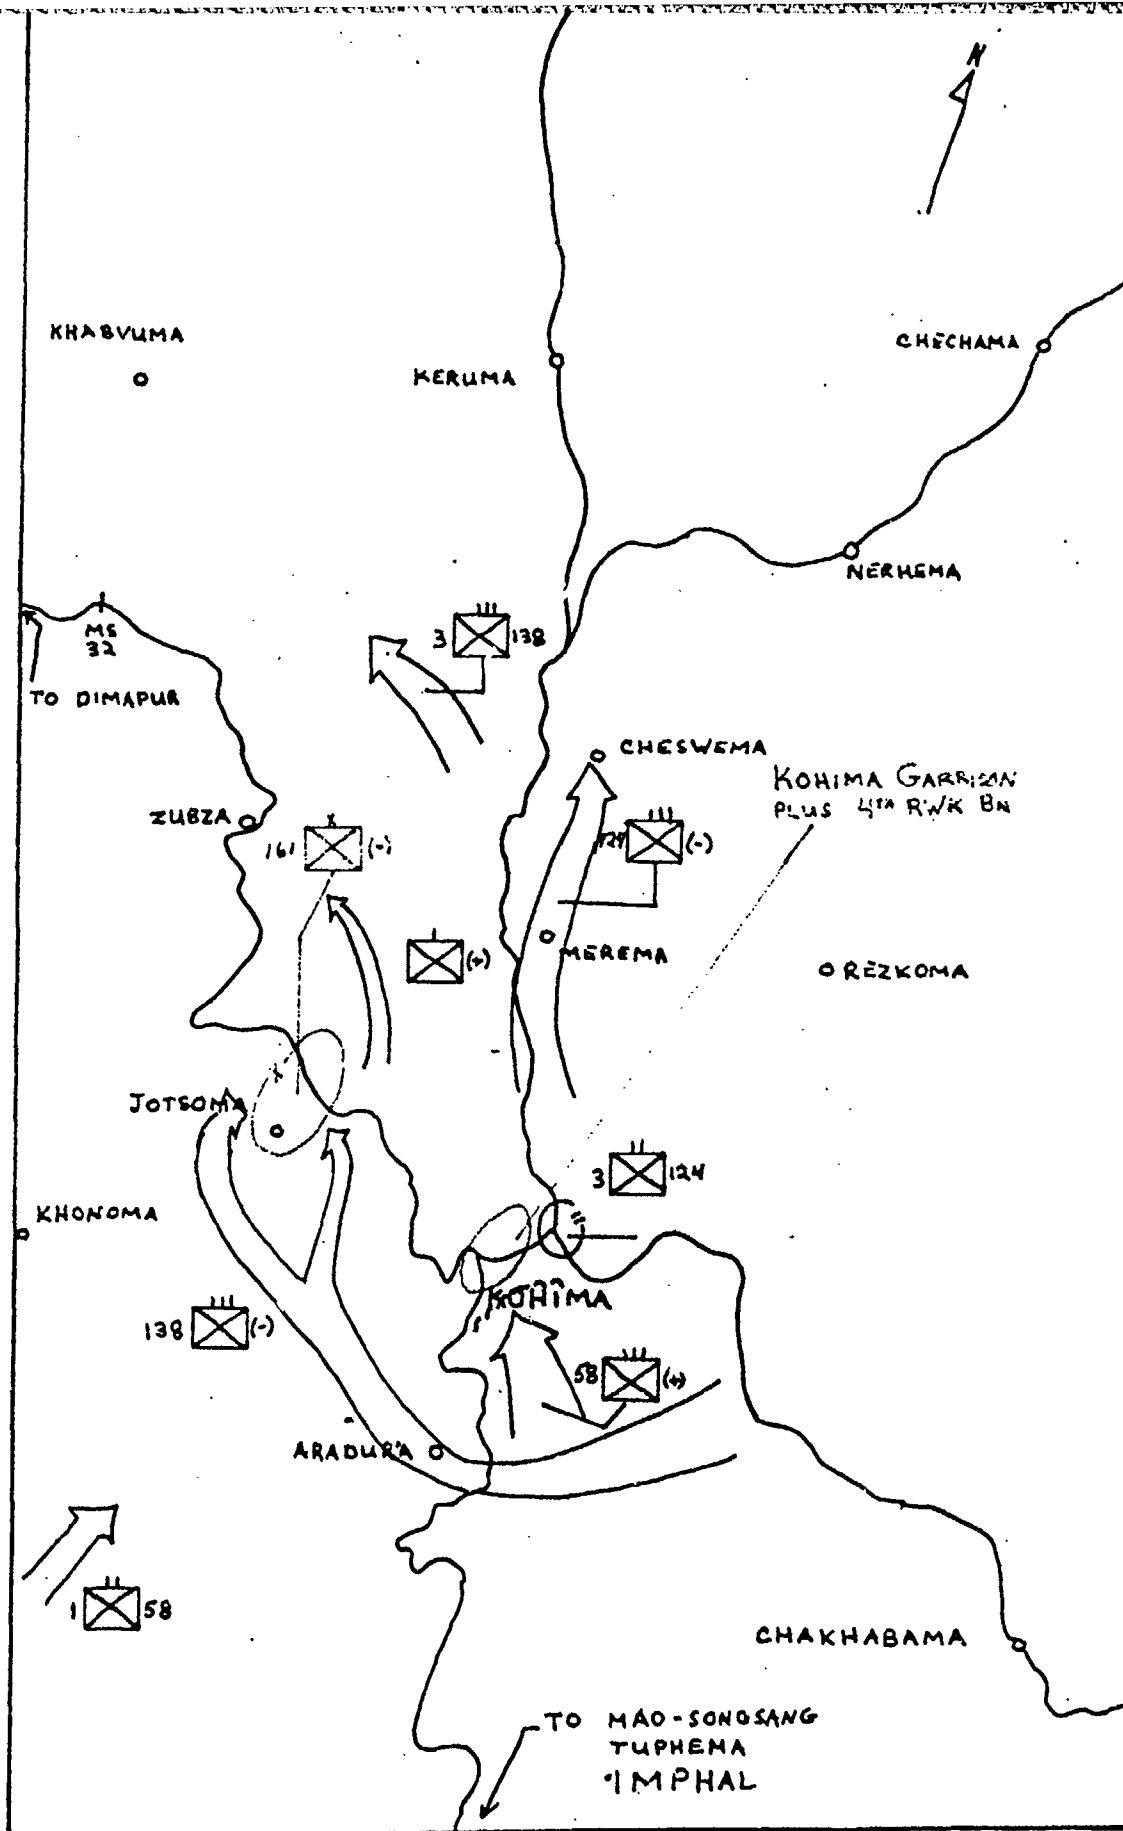 N
KHABVUMA
KERUMA
CHECHAMA
NERHEMA
MS
32
3 138
TO DIMAPUR
CHESWEMA
KOHIMA GARRISON
PLUS 4TH RWK BN
ZUBZA
161 (-)
124 (-)
(+)
MEREMA
REZKOMA
JOTSOMA
3 124
KHONOMA
KOHIMA
138 (-)
58 (+)
ARADURA
1 58
CHAKHABAMA
TO MAO-SONGSANG
TUPHEMA
IMPHAL